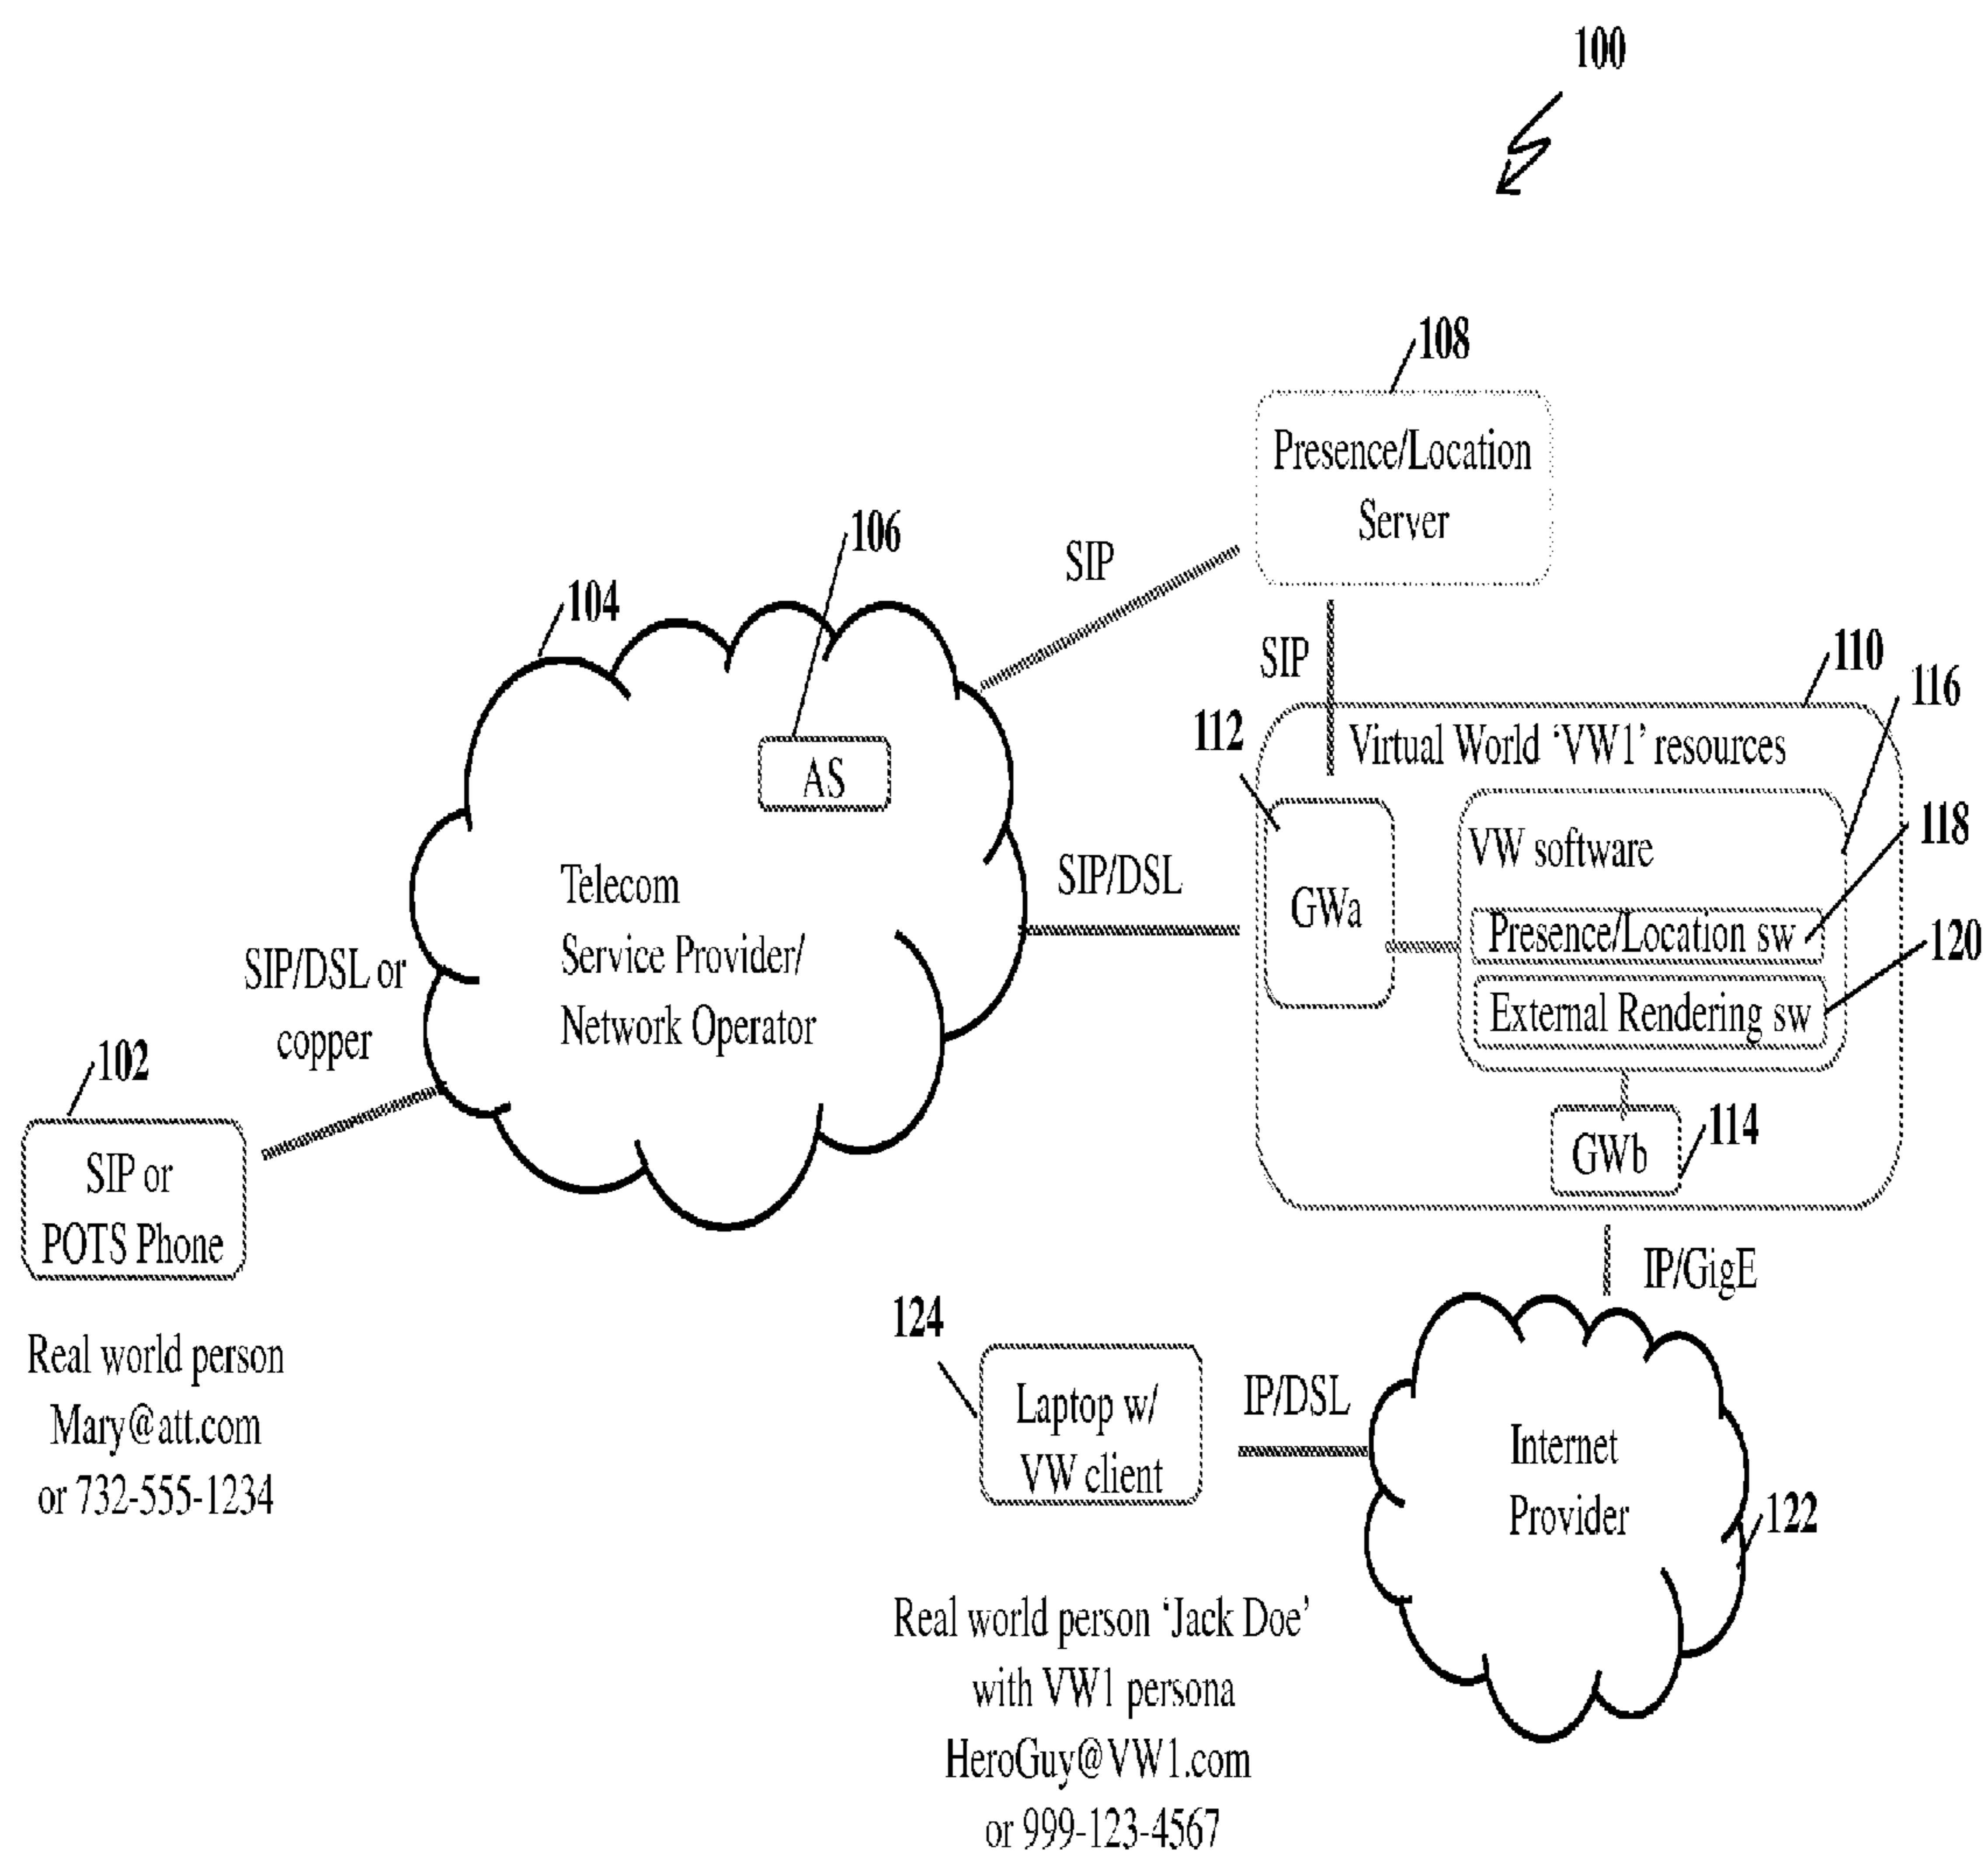 100
108
Presence/Location
Server
106
SIP
104
SIP
110
116
112
Virtual World ‘VW1’ resources
AS
118
VW software
SIP/DSL
GWa
Telecom
Service Provider/
Network Operator
Presence/Location sw
120
External Rendering sw
SIP/DSL or
copper
102
114
GWb
SIP or
POTS Phone
IP/GigE
124
Real world person
Mary@att.com
or 732-555-1234
Laptop w/
VW client
IP/DSL
Internet
Provider
122
Real world person ‘Jack Doe’
with VW1 persona
HeroGuy@VW1.com
or 999-123-4567